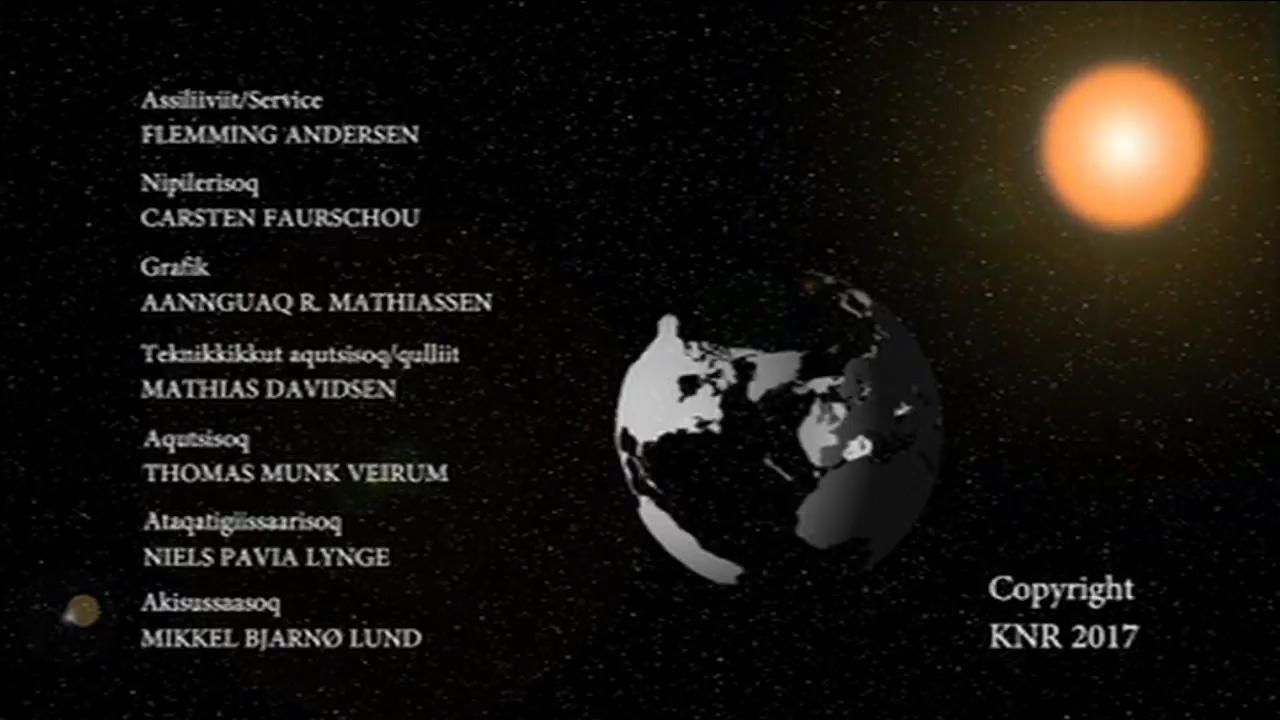 Assiliiviit/Service
FLEMMING ANDERSEN
Nipilerisoq
CARSTEN FAURSCHOU
Grafik
AANNGUAQ R. MATHIASSEN
Teknikkikkut aqutsisoq/qulliit
MATHIAS DAVIDSEN
Aqutsisoq
THOMAS MUNK VEIRUM
Ataqatigiissaarisoq
NIELS PAVIA LYNGE
Akisussaasoq
MIKKEL BJARNØ LUND
Copyright
KNR 2017